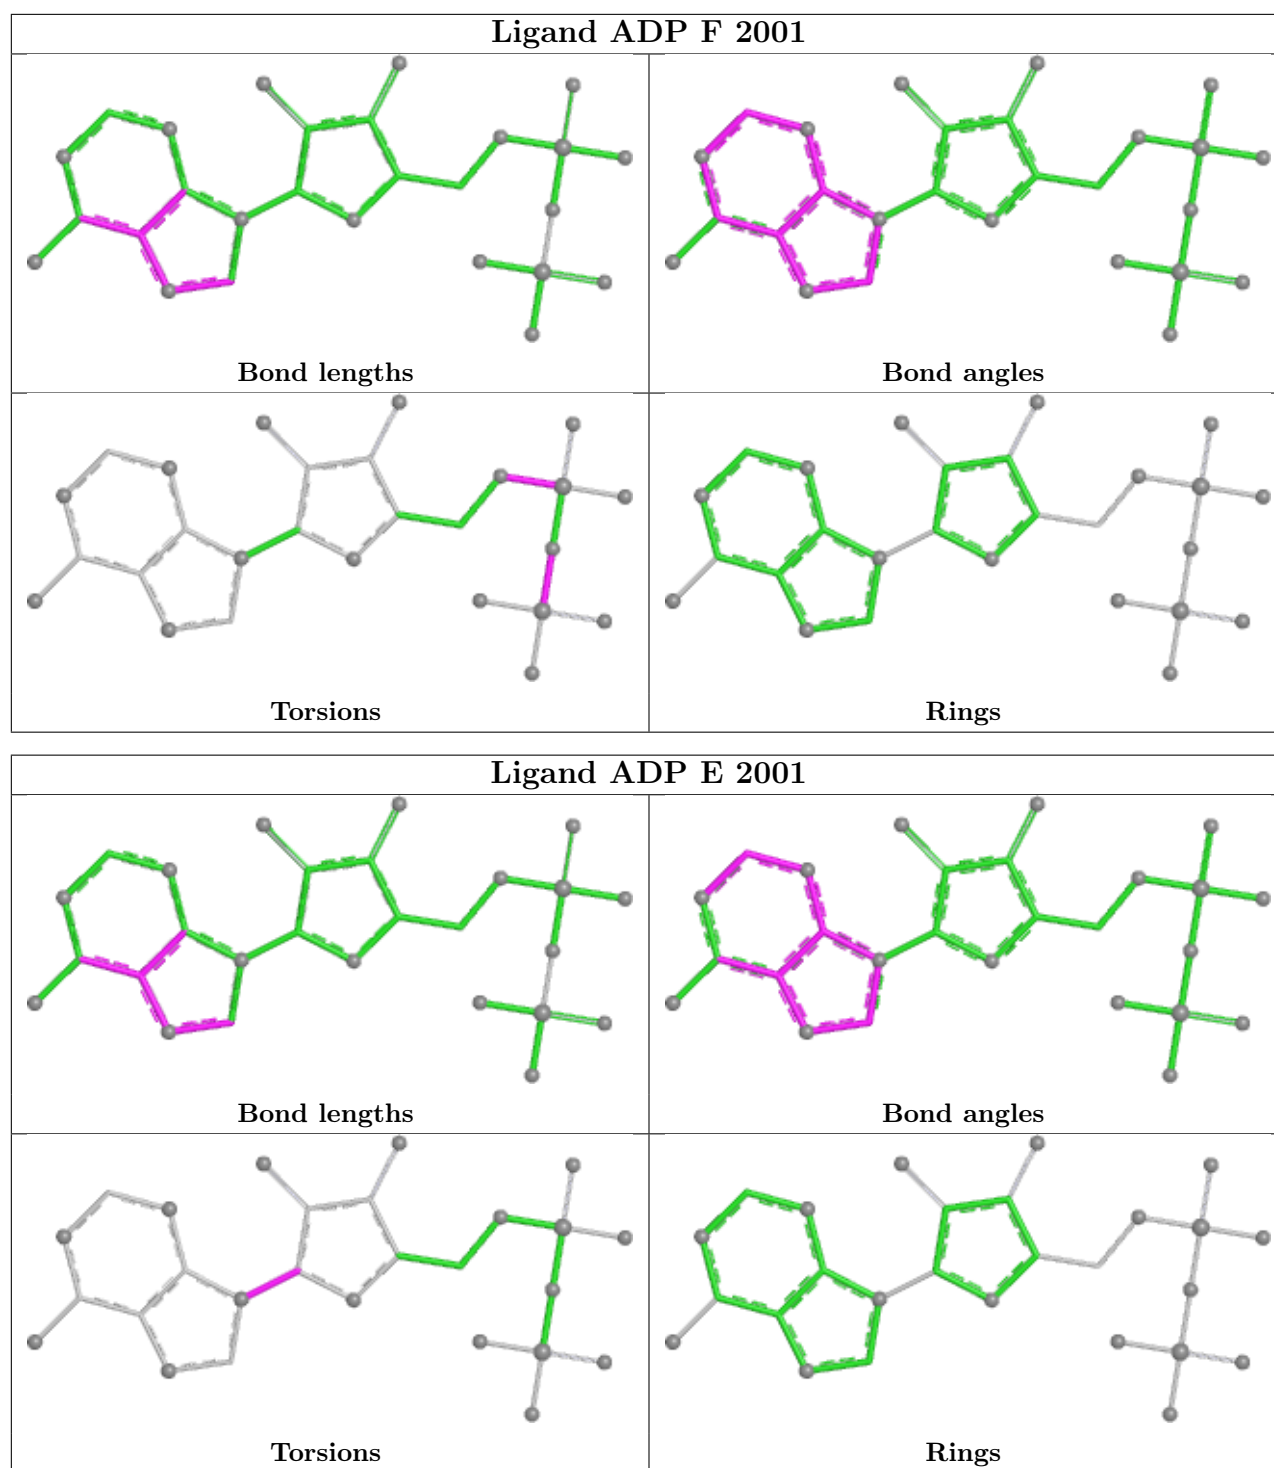 Ligand ADP F 2001
Bond lengths
Bond angles
Torsions
Rings
Ligand ADP E 2001
Bond lengths
Bond angles
Torsions
Rings